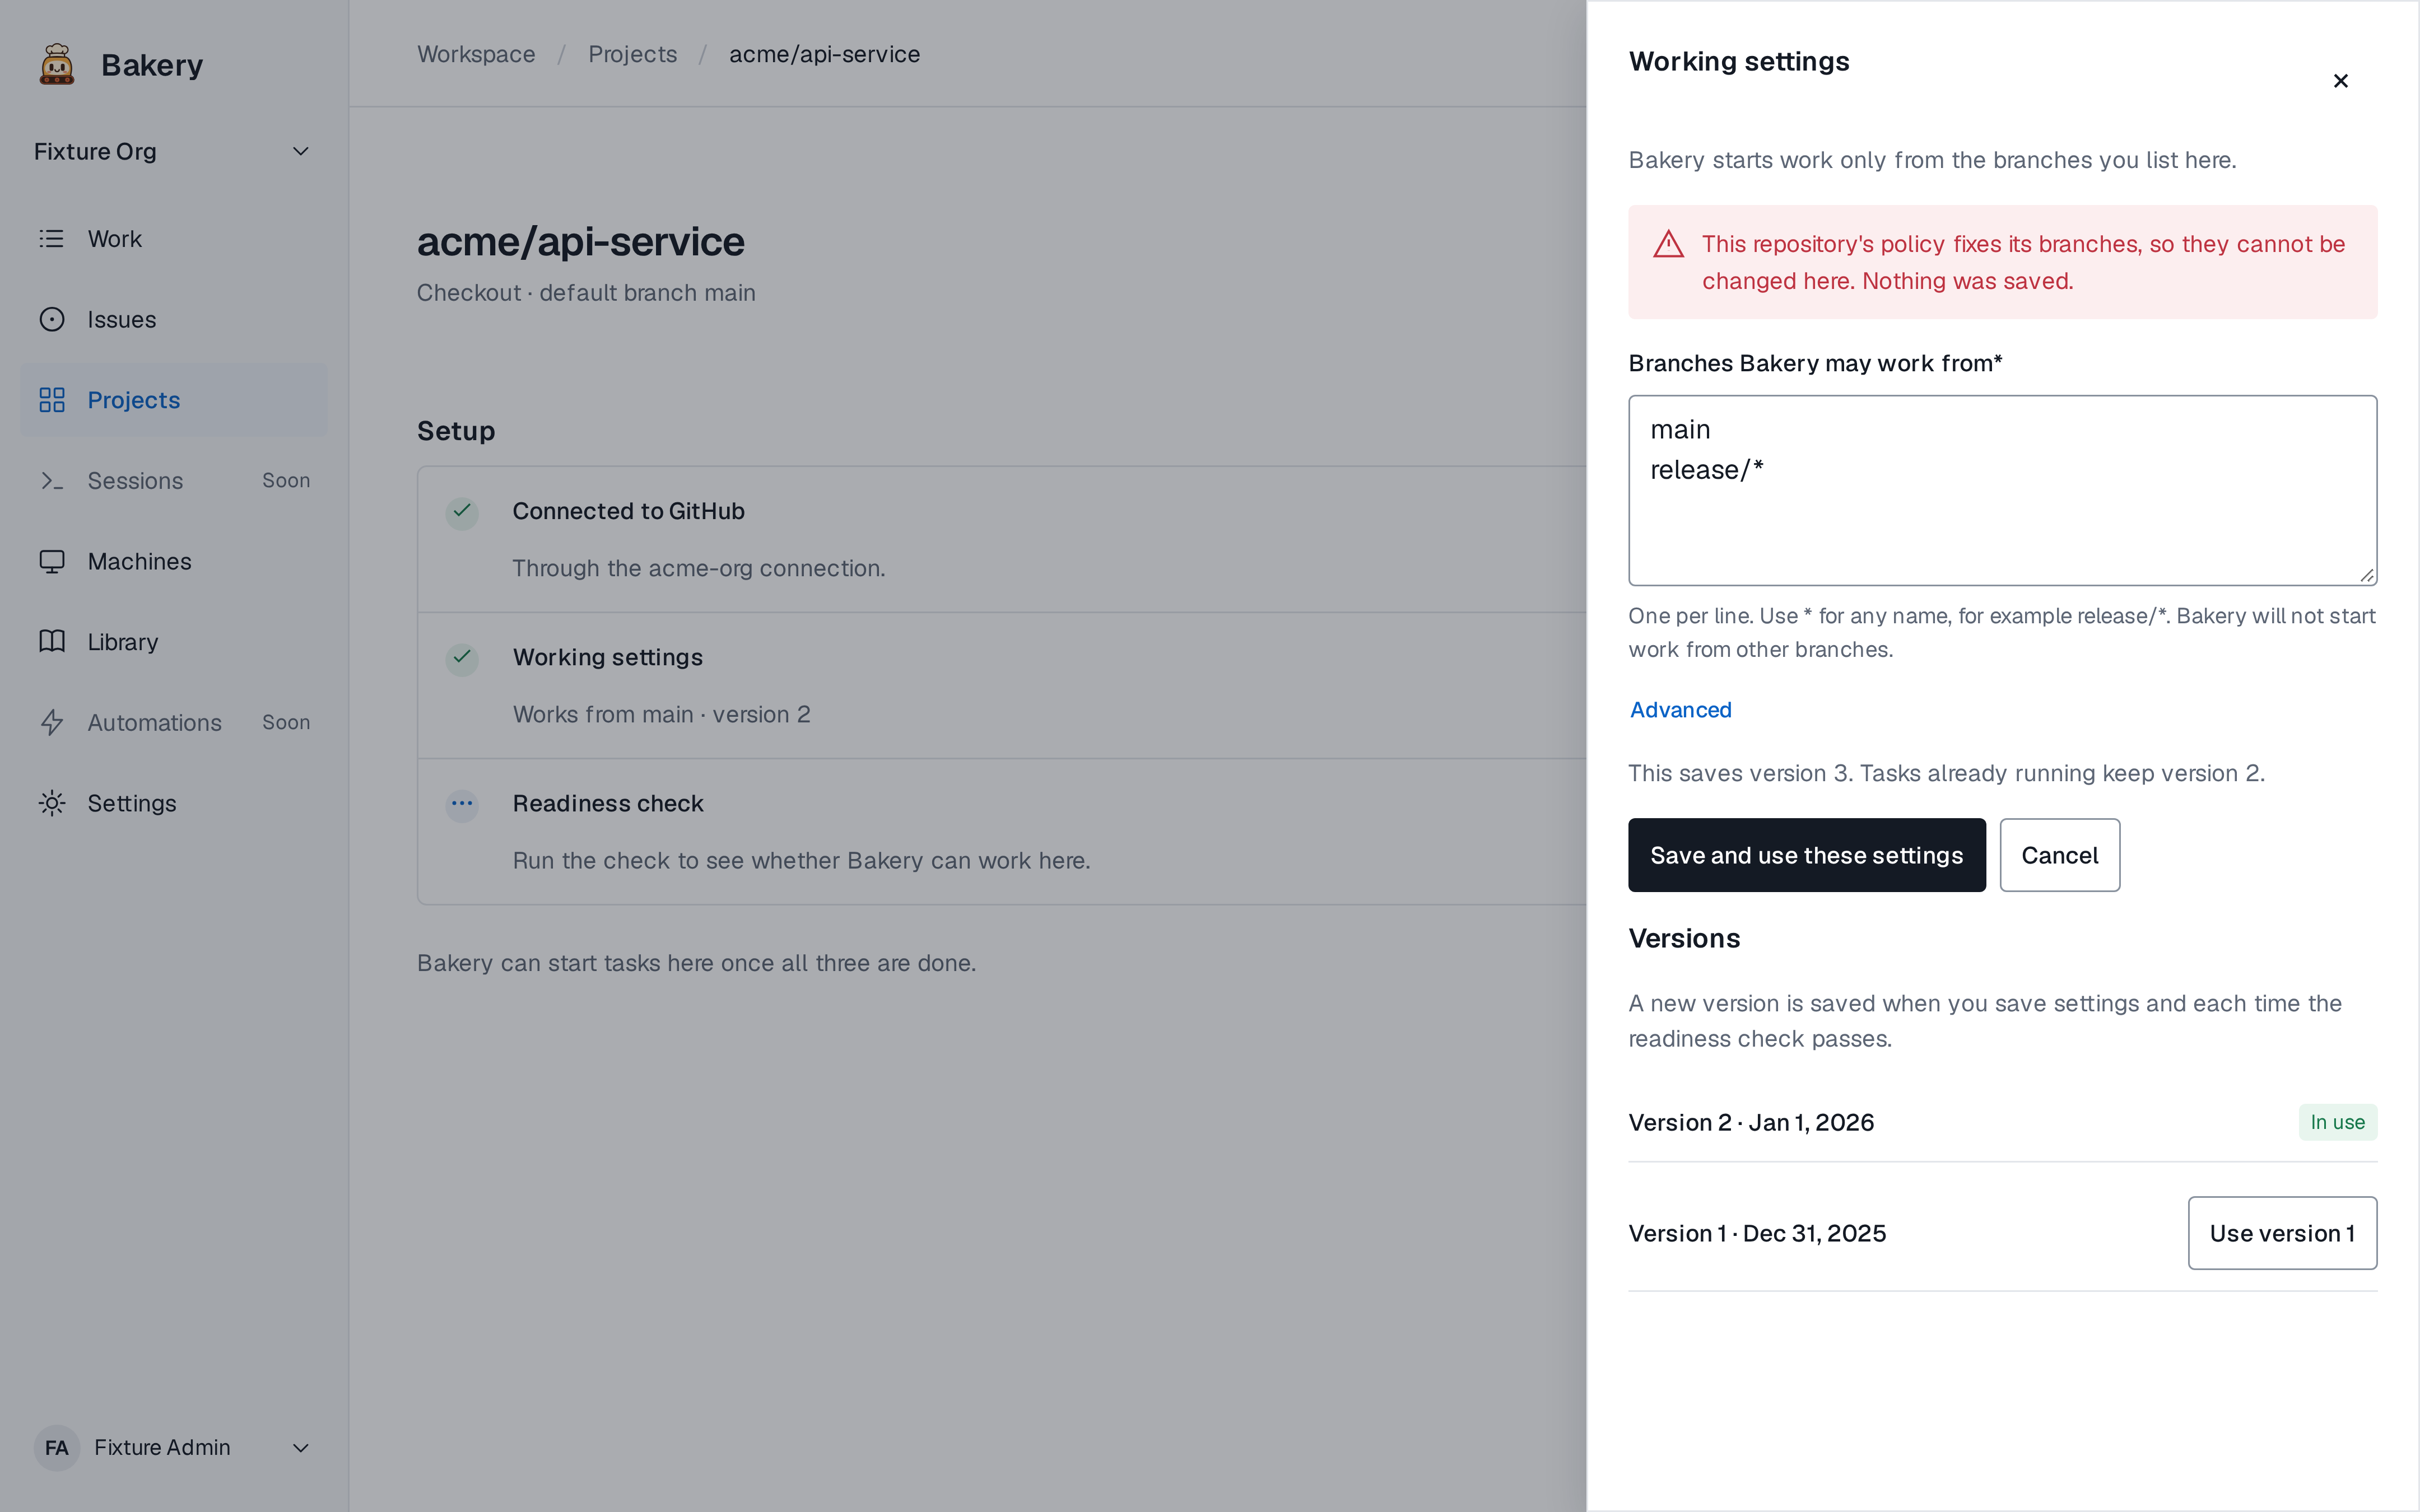 Bakery
Fixture Org
Work
Issues
Projects
Sessions Soon
Machines
Library
Automations Soon
Settings
FA Fixture Admin
Workspace / Projects / acme/api-service
acme/api-service
Checkout · default branch main
Setup
Connected to GitHub
Through the acme-org connection.
Working settings
Works from main · version 2
Readiness check
Run the check to see whether Bakery can work here.
Bakery can start tasks here once all three are done.
Working settings
Bakery starts work only from the branches you list here.
This repository's policy fixes its branches, so they cannot be
changed here. Nothing was saved.
Branches Bakery may work from*
main
release/*
One per line. Use * for any name, for example release/*. Bakery will not start
work from other branches.
Advanced
This saves version 3. Tasks already running keep version 2.
Save and use these settings Cancel
Versions
A new version is saved when you save settings and each time the
readiness check passes.
Version 2 · Jan 1, 2026 In use
Version 1 · Dec 31, 2025 Use version 1